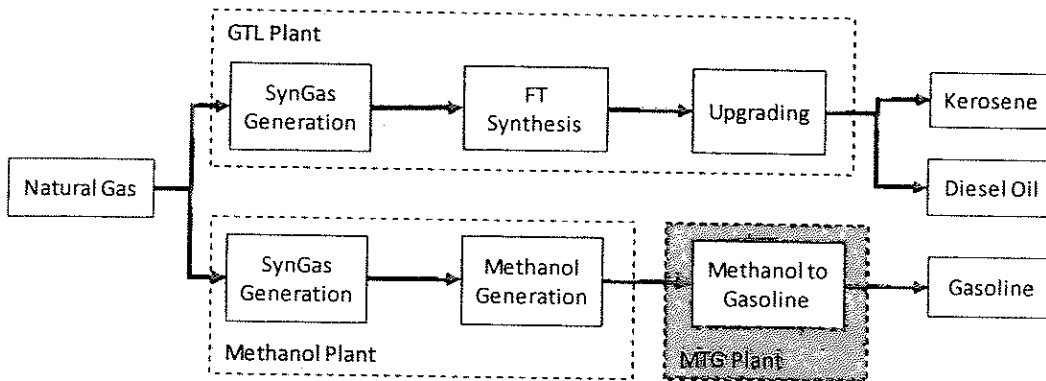 GTL Plant
SynGas
Generation
FT
Synthesis
Upgrading
Kerosene
Diesel Oil
Natural Gas
SynGas
Generation
Methanol
Generation
Methanol to
Gasoline
Gasoline
Methanol Plant
MTG Plant